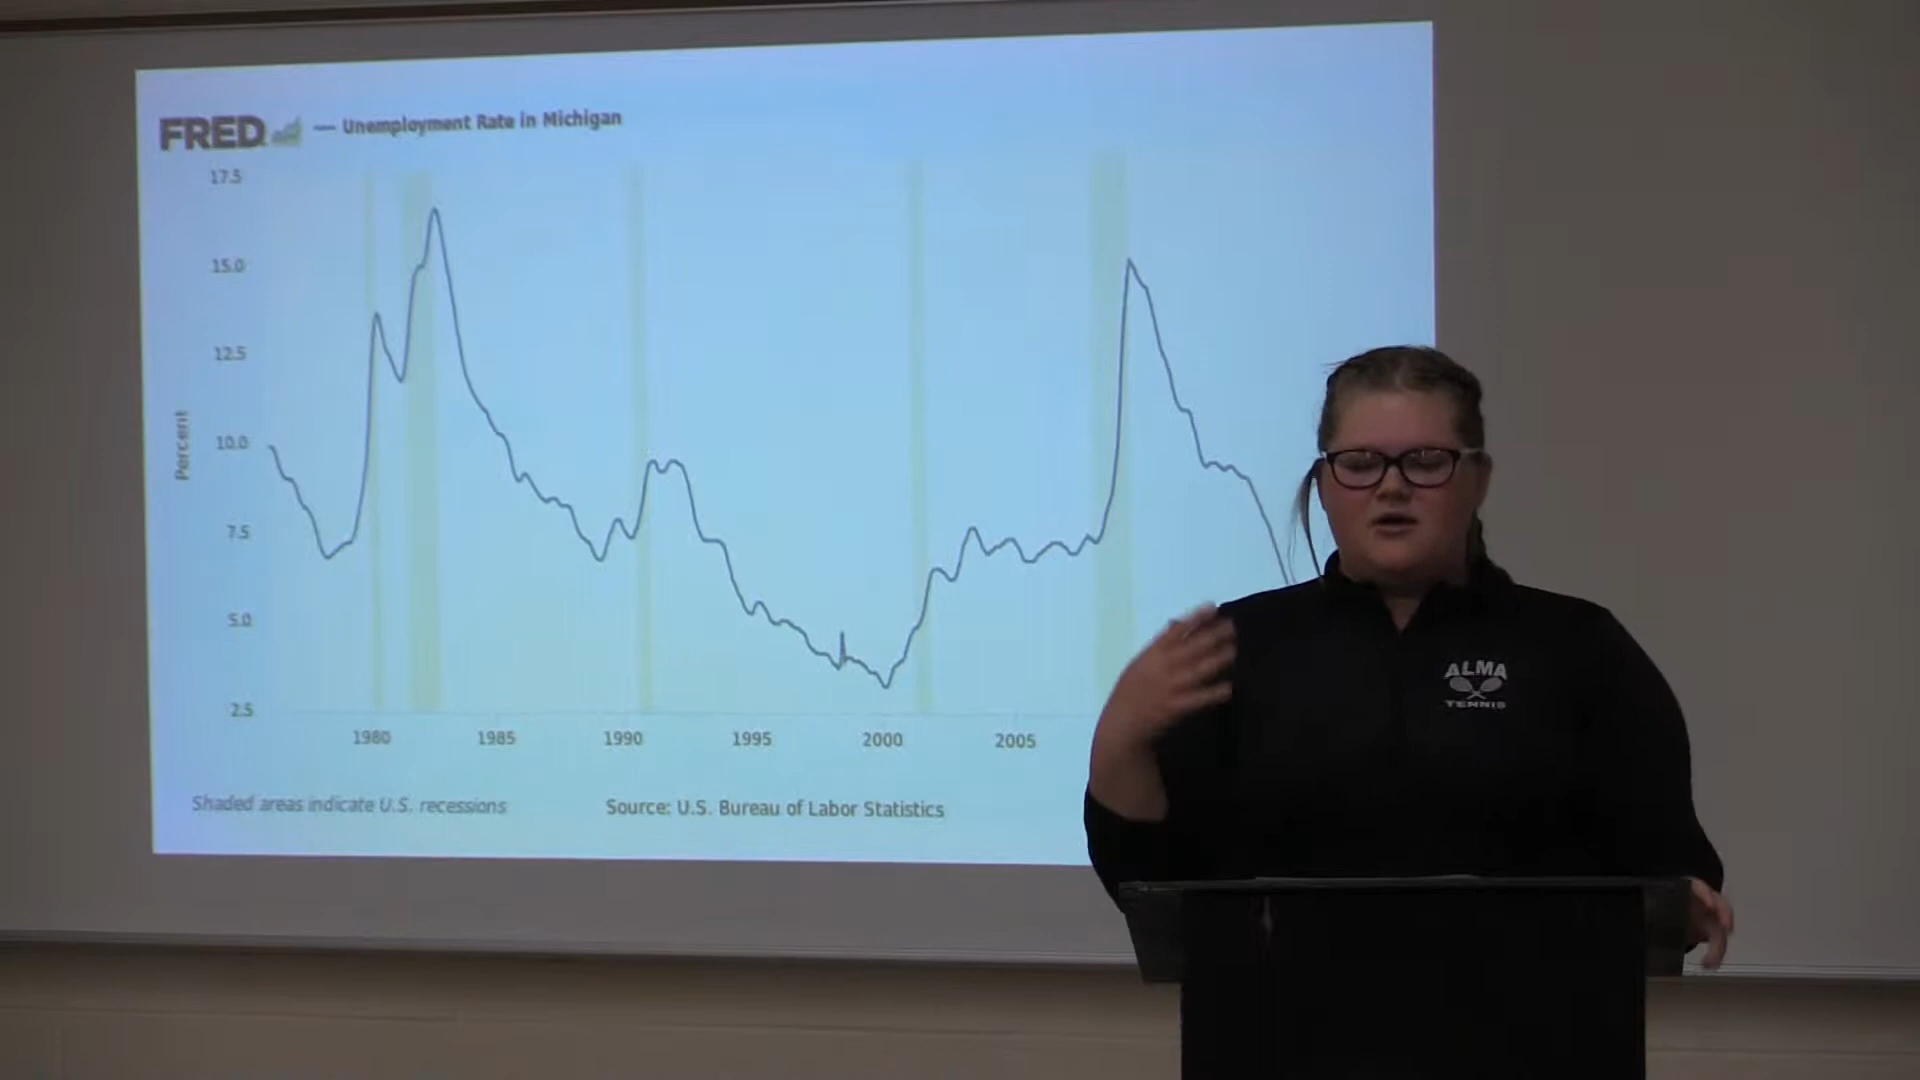 FRED — Unemployment Rate in Michigan
17.5
15.0
12.5
10.0
7.5
5.0
2.5
Percent
1980 1985 1990 1995 2000 2005
Shaded areas indicate U.S. recessions
Source: U.S. Bureau of Labor Statistics
ALMA
TENNIS